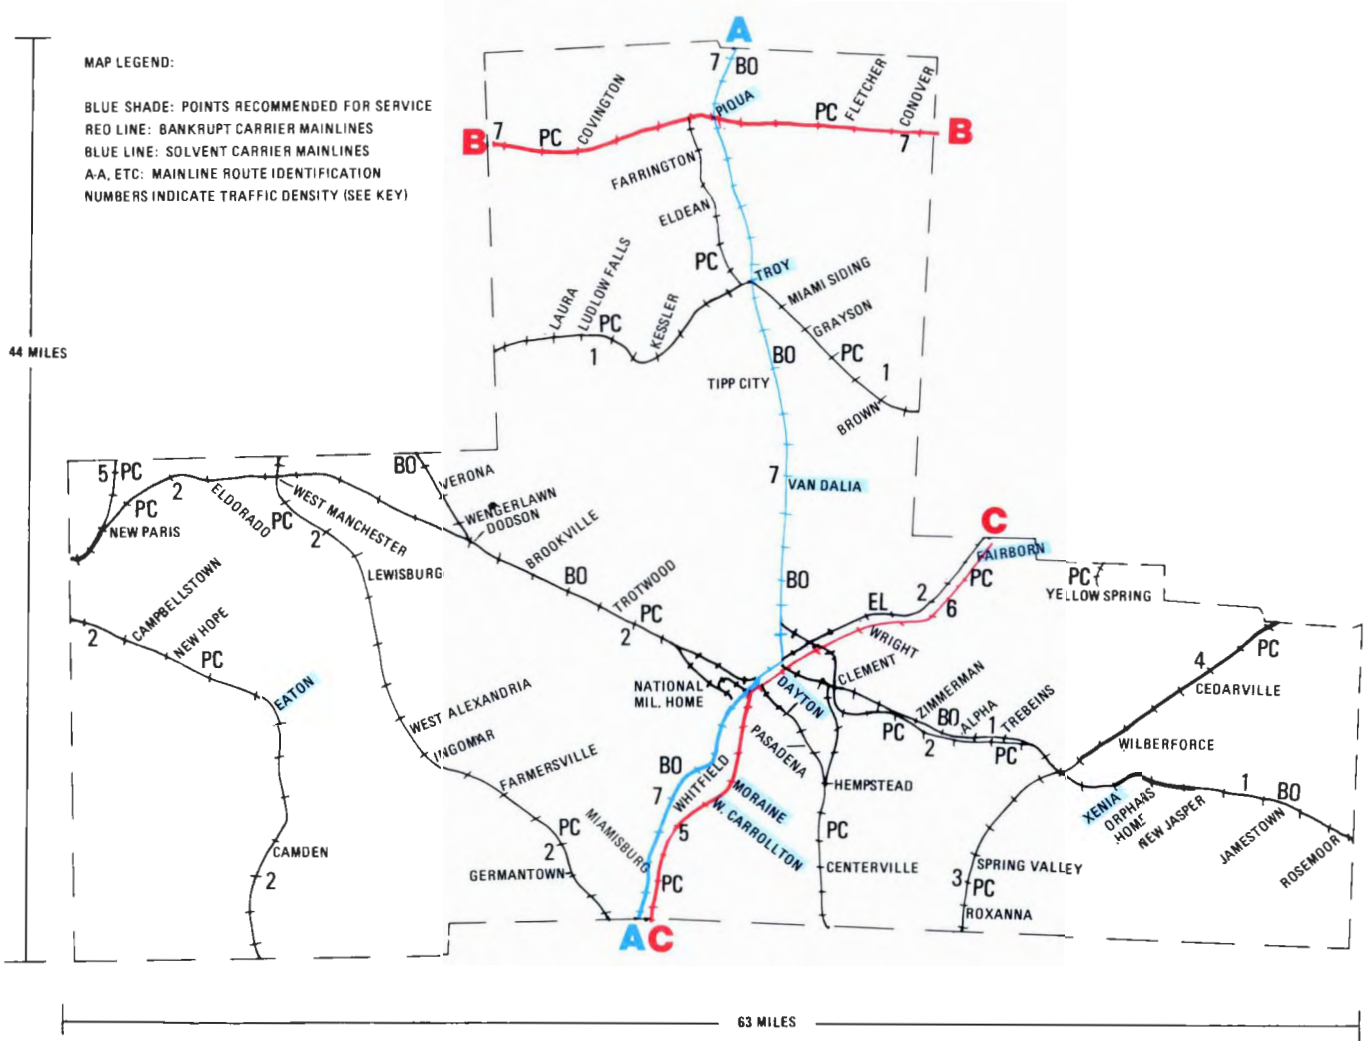 A
MAP LEGEND:
BLUE SHADE: POINTS RECOMMENDED FOR SERVICE
RED LINE: BANKRUPT CARRIER MAINLINES
BLUE LINE: SOLVENT CARRIER MAINLINES
A-A, ETC: MAINLINE ROUTE IDENTIFICATION
NUMBERS INDICATE TRAFFIC DENSITY (SEE KEY)
7
BO
B
7
PC
COVINGTON
PIQUA
PC
FLETCHER
CONOVER
7
B
FARRINGTON
ELDEAN
PC
TROY
MIAMI SIDING
GRAYSON
PC
1
BROWN
LAURA
LUDLOW FALLS
PC
1
KESSLER
BO
TIPP CITY
44 MILES
7
VAN DALIA
BO
5
PC
PC
2
NEW PARIS
ELDORADO
WEST MANCHESTER
PC
2
LEWISBURG
BO
VERONA
WENGERLAWN
DODSON
BROOKVILLE
BO
TROTWOOD
PC
2
C
FAIRBORN
PC
EL
2
6
WRIGHT
PC
YELLOW SPRING
2
CAMPBELLSTOWN
NEW HOPE
PC
EATON
NATIONAL
MIL. HOME
DAYTON
CLEMENT
ZIMMERMAN
BO
ALPHA
1
TREBEINS
PC
2
PC
4
PC
CEDARVILLE
WILBERFORCE
WEST ALEXANDRIA
INGOMAR
FARMERSVILLE
BO
7
WHITFIELD
PASADENA
MORAINE
W. CARROLLTON
HEMPSTEAD
XENIA
ORPHANS
HOME
NEW JASPER
1
BO
JAMESTOWN
ROSEMOOR
MIAMISBURG
5
PC
PC
2
GERMANTOWN
CAMDEN
2
PC
CENTERVILLE
SPRING VALLEY
3
PC
ROXANNA
A
C
63 MILES